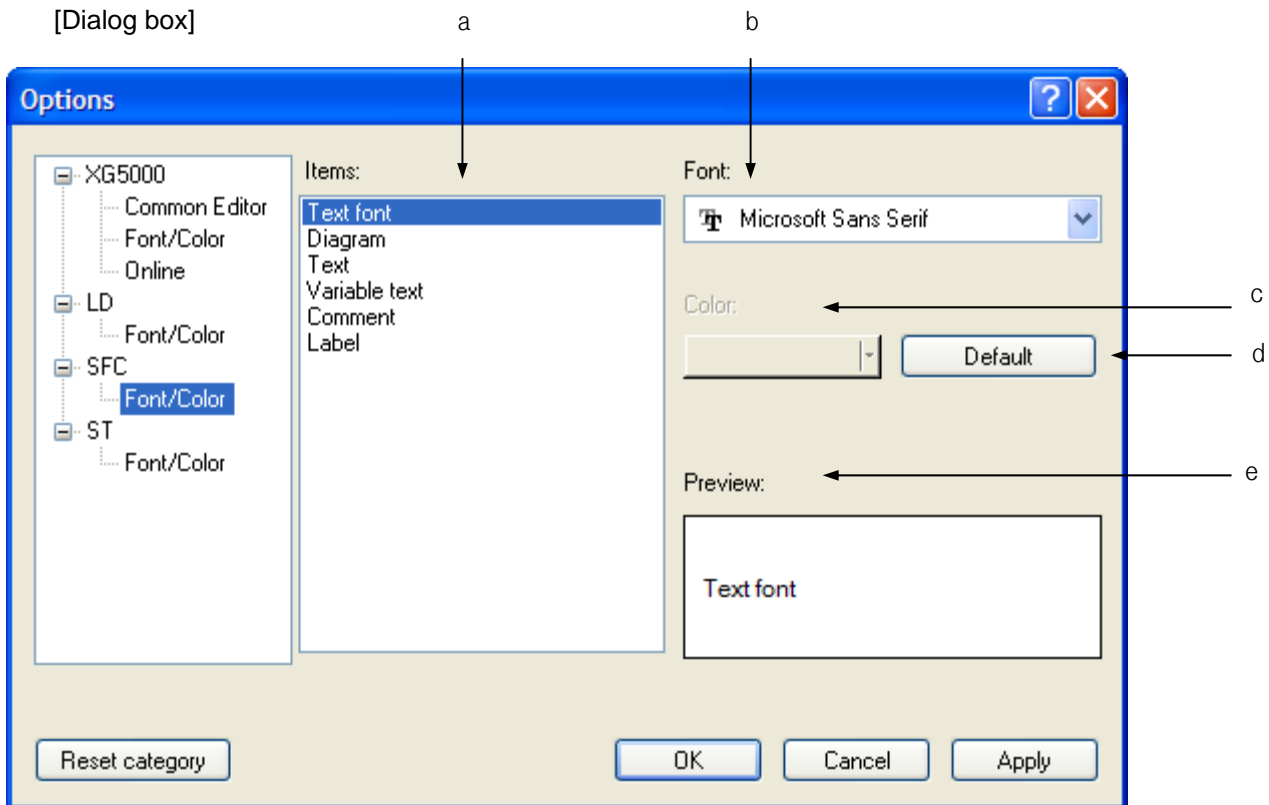 [Dialog box]
a
b
Options
XG5000
Common Editor
Font/Color
Online
LD
Font/Color
SFC
Font/Color
ST
Font/Color
Items:
Text font
Diagram
Text
Variable text
Comment
Label
Font:
Microsoft Sans Serif
Color:
c
Default
d
Preview:
e
Text font
Reset category
OK
Cancel
Apply